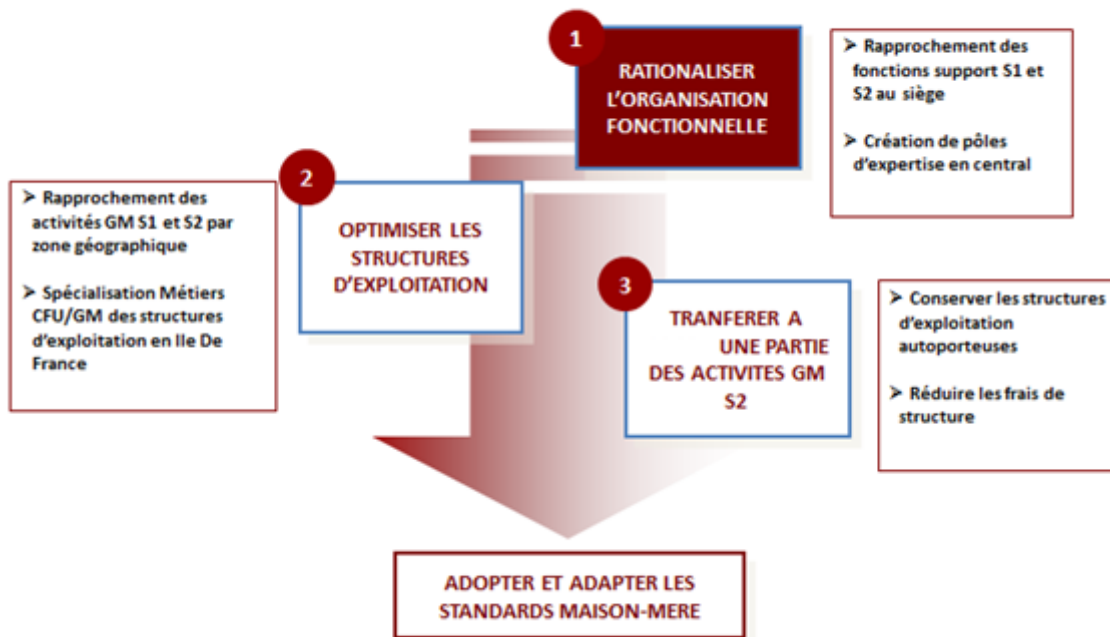 1
RATIONALISER
L'ORGANISATION
FONCTIONNELLE
➤ Rapprochement des
fonctions support S1 et
S2 au siège
➤ Création de pôles
d'expertise en central
2
OPTIMISER LES
STRUCTURES
D'EXPLOITATION
➤ Rapprochement des
activités GM S1 et S2 par
zone géographique
➤ Spécialisation Métiers
CFU/GM des structures
d'exploitation en Ile De
France
3
TRANFERER A
UNE PARTIE
DES ACTIVITES GM
S2
➤ Conserver les structures
d'exploitation
autoporteuses
➤ Réduire les frais de
structure
ADOPTER ET ADAPTER LES
STANDARDS MAISON-MERE